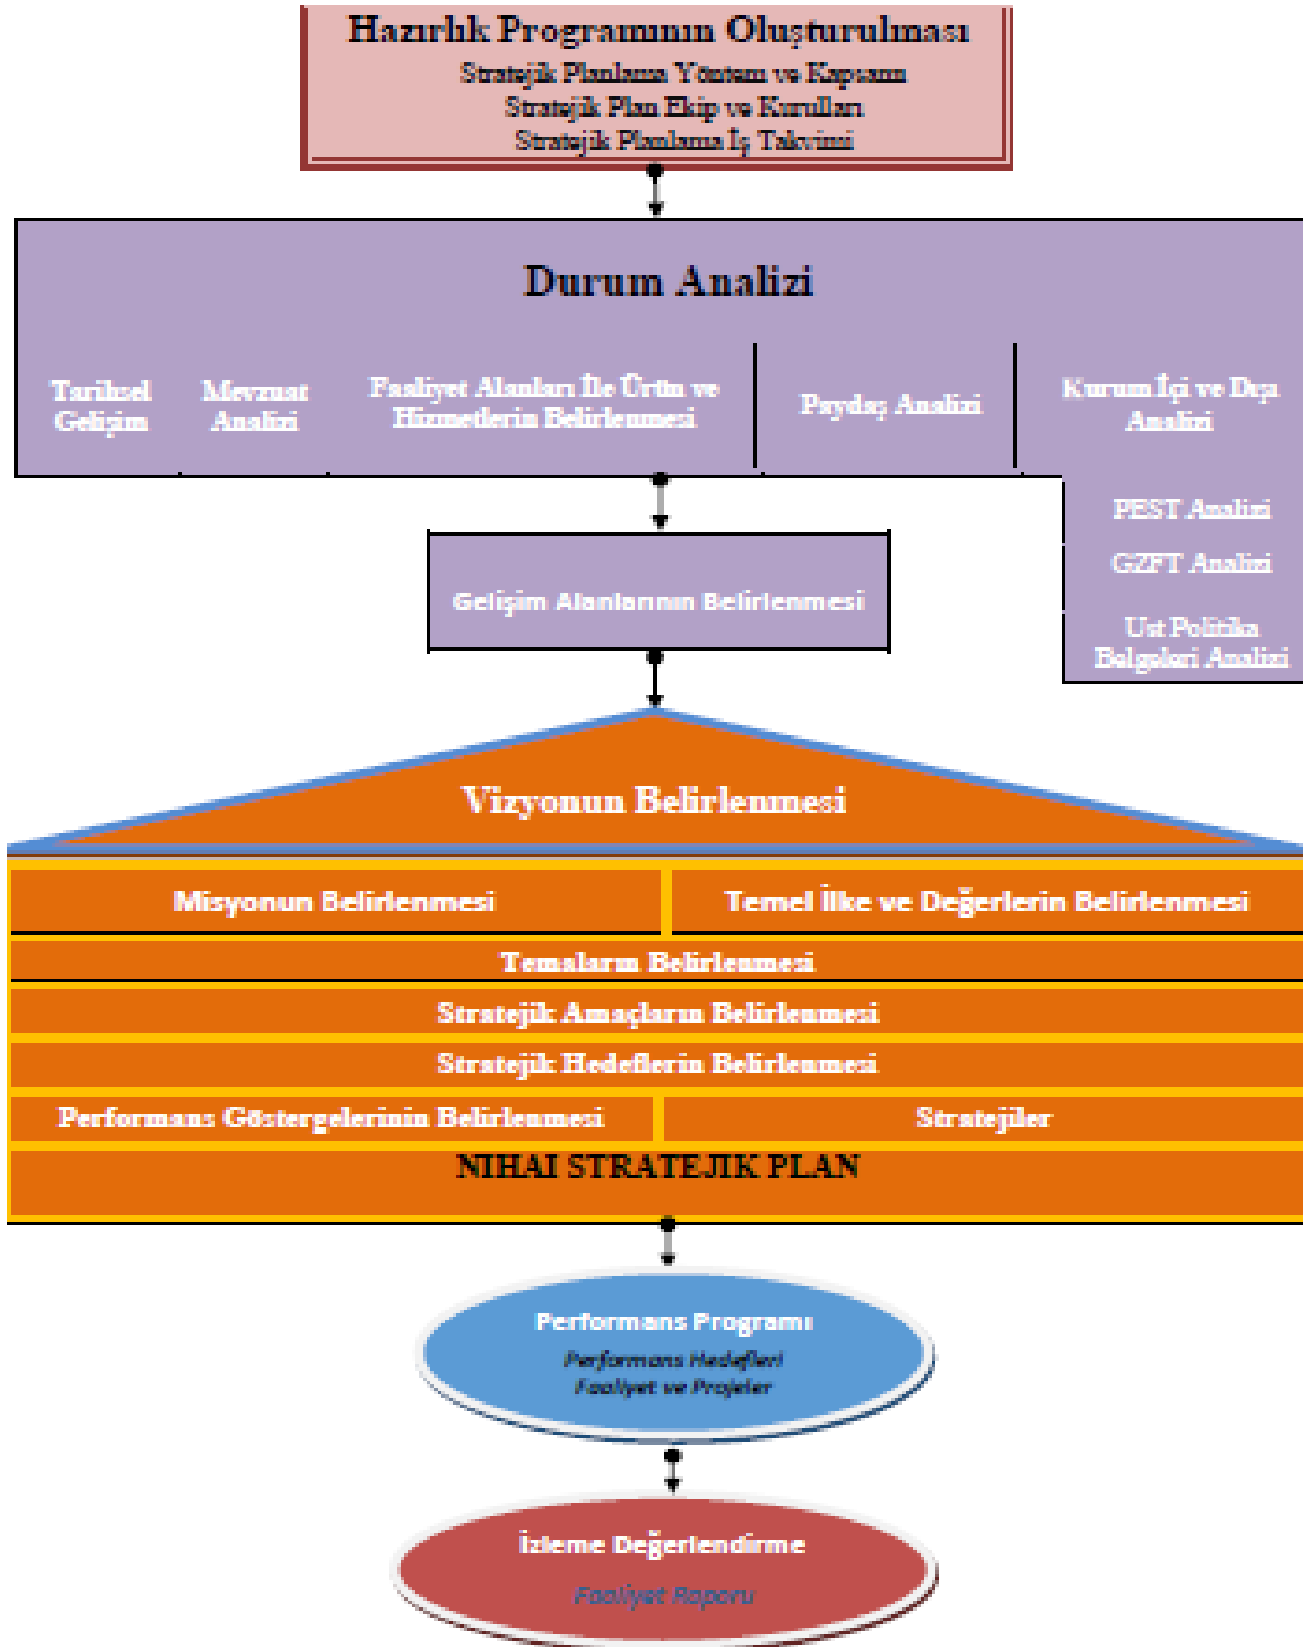 Hazırlık Programının Oluşturulması
Stratejik Planlama Yöntem ve Kapsam
Stratejik Plan Ekip ve Kurulları
Stratejik Planlama İş Takvimi
Durum Analizi
Tarihsel
Gelişim
Mevzuat
Analizi
Faaliyet Alanları İle Ürün ve
Hizmetlerin Belirlenmesi
Paydaş Analizi
Kurum İçi ve Dışı
Analizi
PEST Analizi
GZFT Analizi
Ust Politika
Belgeleri Analizi
Gelişim Alanlarının Belirlenmesi
Vizyonun Belirlenmesi
Misyonun Belirlenmesi
Temel İlke ve Değerlerin Belirlenmesi
Temaların Belirlenmesi
Stratejik Amaçların Belirlenmesi
Stratejik Hedeflerin Belirlenmesi
Performans Göstergelerinin Belirlenmesi
Stratejiler
NIHAI STRATEJIK PLAN
Performans Programı
Performans Hedefleri
Faaliyet ve Projeler
İzleme Değerlendirme
Faaliyet Raporu